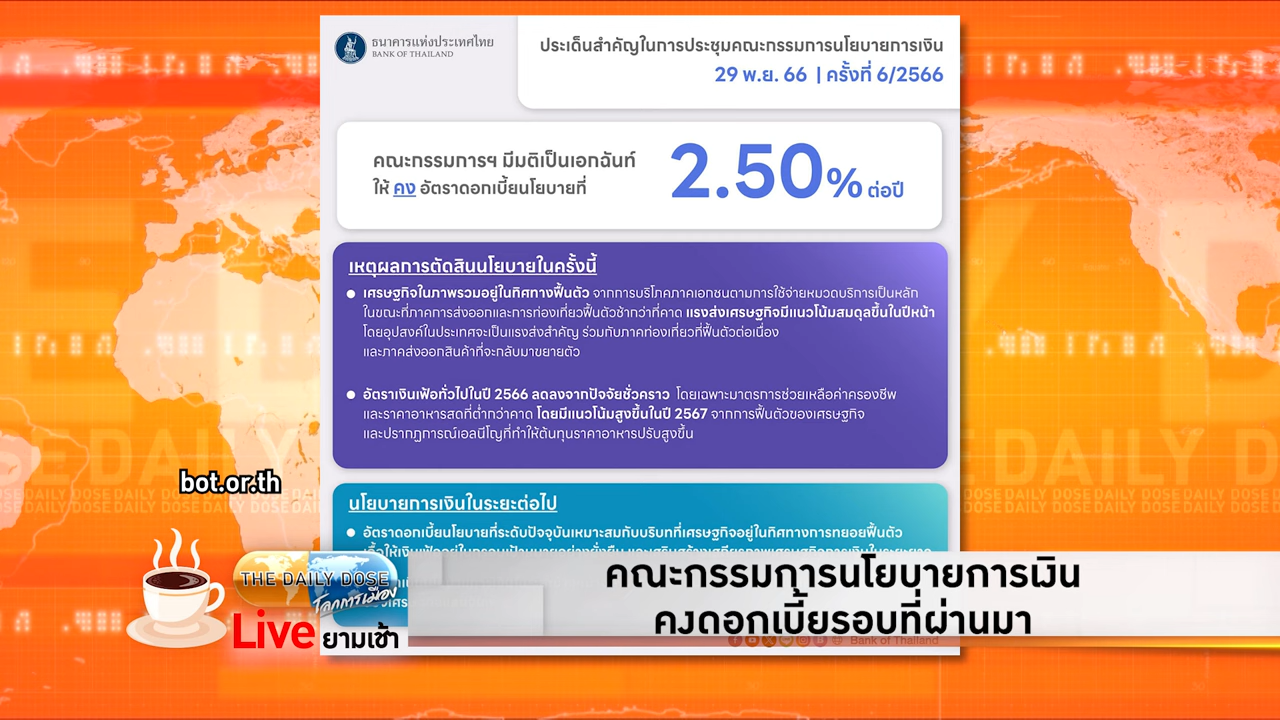 ธนาคารแห่งประเทศไทย
BANK OF THAILAND
ประเด็นสำคัญในการประชุมคณะกรรมการนโยบายการเงิน
29 พ.ย. 66 | ครั้งที่ 6/2566
คณะกรรมการฯ มีมติเป็นเอกฉันท์
ให้ คง อัตราดอกเบี้ยนโยบายที่
2.50% ต่อปี
เหตุผลการตัดสินนโยบายในครั้งนี้
เศรษฐกิจในภาพรวมอยู่ในทิศทางฟื้นตัว จากการบริโภคภาคเอกชนตามการใช้จ่ายหมวดบริการเป็นหลัก
ในขณะที่ภาคการส่งออกและการท่องเที่ยวฟื้นตัวช้ากว่าที่คาด แรงส่งเศรษฐกิจมีแนวโน้มสมดุลขึ้นในปีหน้า
โดยอุปสงค์ในประเทศจะเป็นแรงส่งสำคัญ ร่วมกับภาคท่องเที่ยวที่ฟื้นตัวต่อเนื่อง
และภาคส่งออกสินค้าที่จะกลับมาขยายตัว
อัตราเงินเฟ้อทั่วไปในปี 2566 ลดลงจากปัจจัยชั่วคราว โดยเฉพาะมาตรการช่วยเหลือค่าครองชีพ
และราคาอาหารสดที่ต่ำกว่าคาด โดยมีแนวโน้มสูงขึ้นในปี 2567 จากการฟื้นตัวของเศรษฐกิจ
และปรากฏการณ์เอลนีโญที่ทำให้ต้นทุนราคาอาหารปรับสูงขึ้น
นโยบายการเงินในระยะต่อไป
อัตราดอกเบี้ยนโยบายที่ระดับปัจจุบันเหมาะสมกับบริบทที่เศรษฐกิจอยู่ในทิศทางการทยอยฟื้นตัว
bot.or.th
THE DAILY DOSE
โลกการเมือง
Live ยามเช้า
คณะกรรมการนโยบายการเงิน
คงดอกเบี้ยรอบที่ผ่านมา
Bank of Thailand
DAILY
DAILY DOSE DAILY DOSE DAILY DOSE